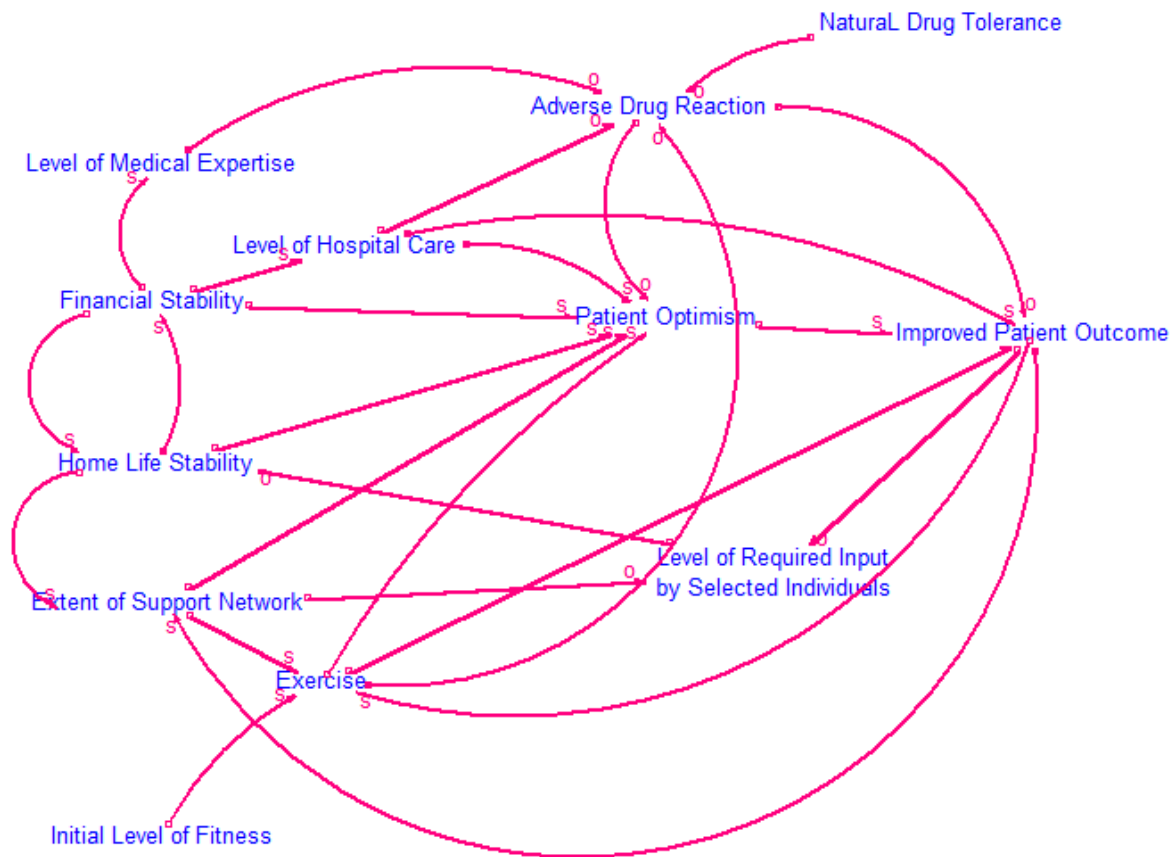 NaturaL Drug Tolerance
o
o
Adverse Drug Reaction
o
o
Level of Medical Expertise
s
Level of Hospital Care
s
Financial Stability
s
o
s
Patient Optimism
s
s
s
s
s
o
s
Improved Patient Outcome
s
Home Life Stability
o
o
Level of Required Input
by Selected Individuals
o
s
Extent of Support Network
s
s
Exercise
s
s
Initial Level of Fitness